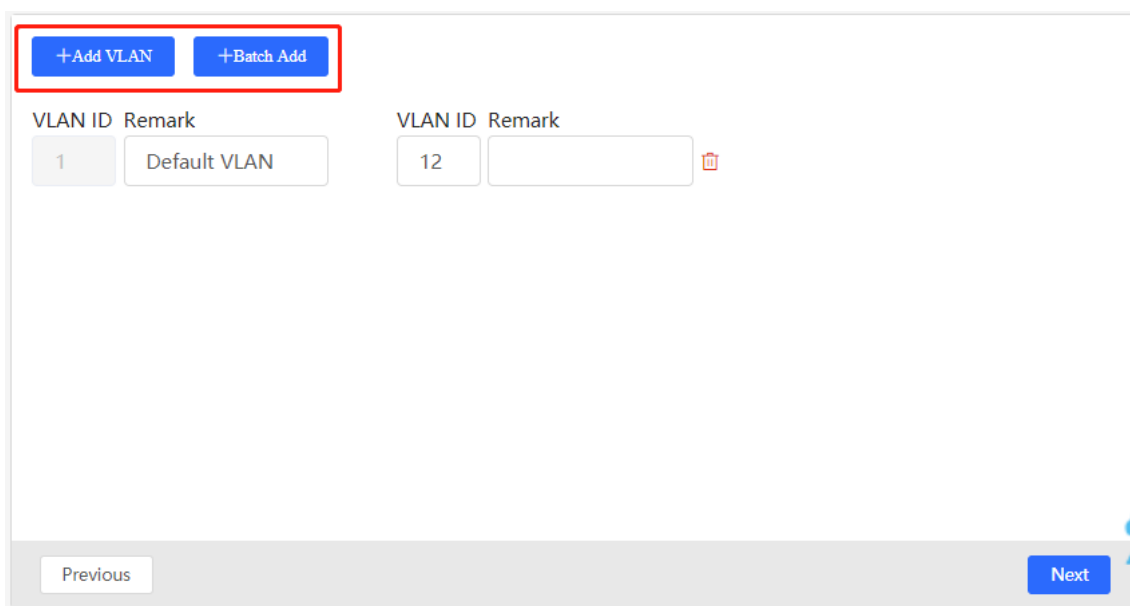 +Add VLAN +Batch Add
VLAN ID Remark VLAN ID Remark
1 Default VLAN 12
Previous Next